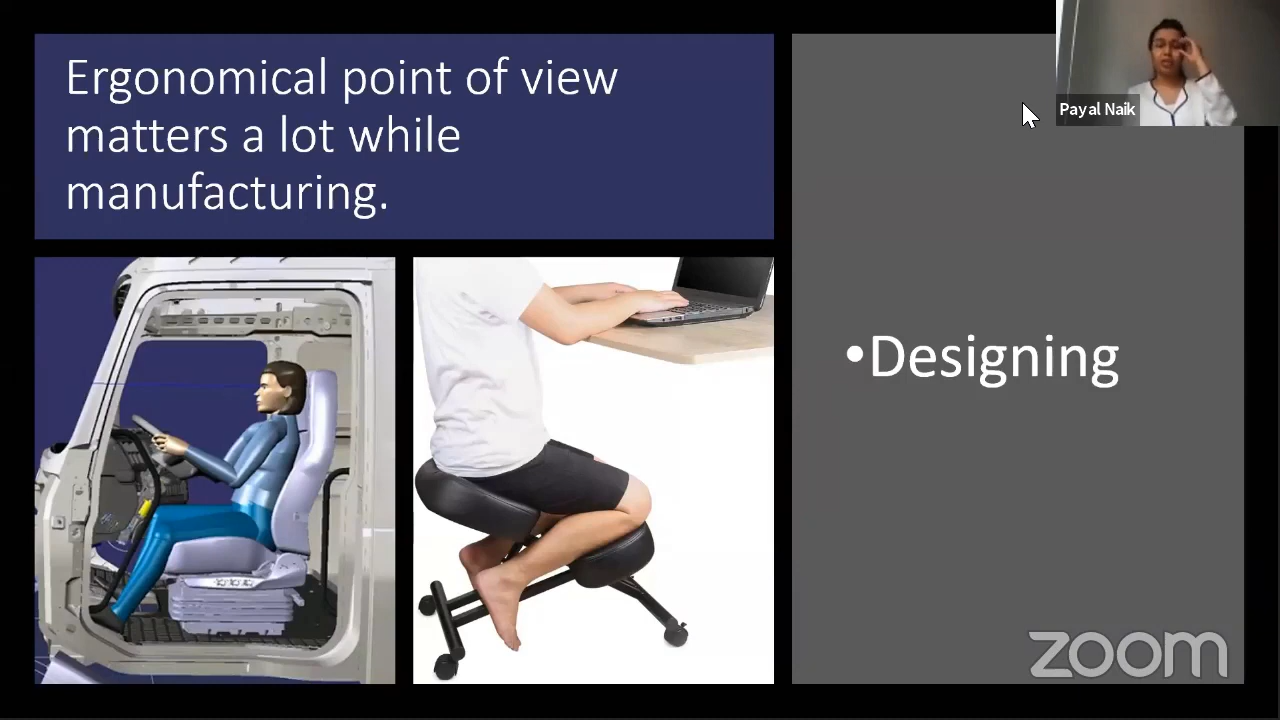 Ergonomical point of view
matters a lot while
manufacturing.
Payal Naik
•Designing
zoom